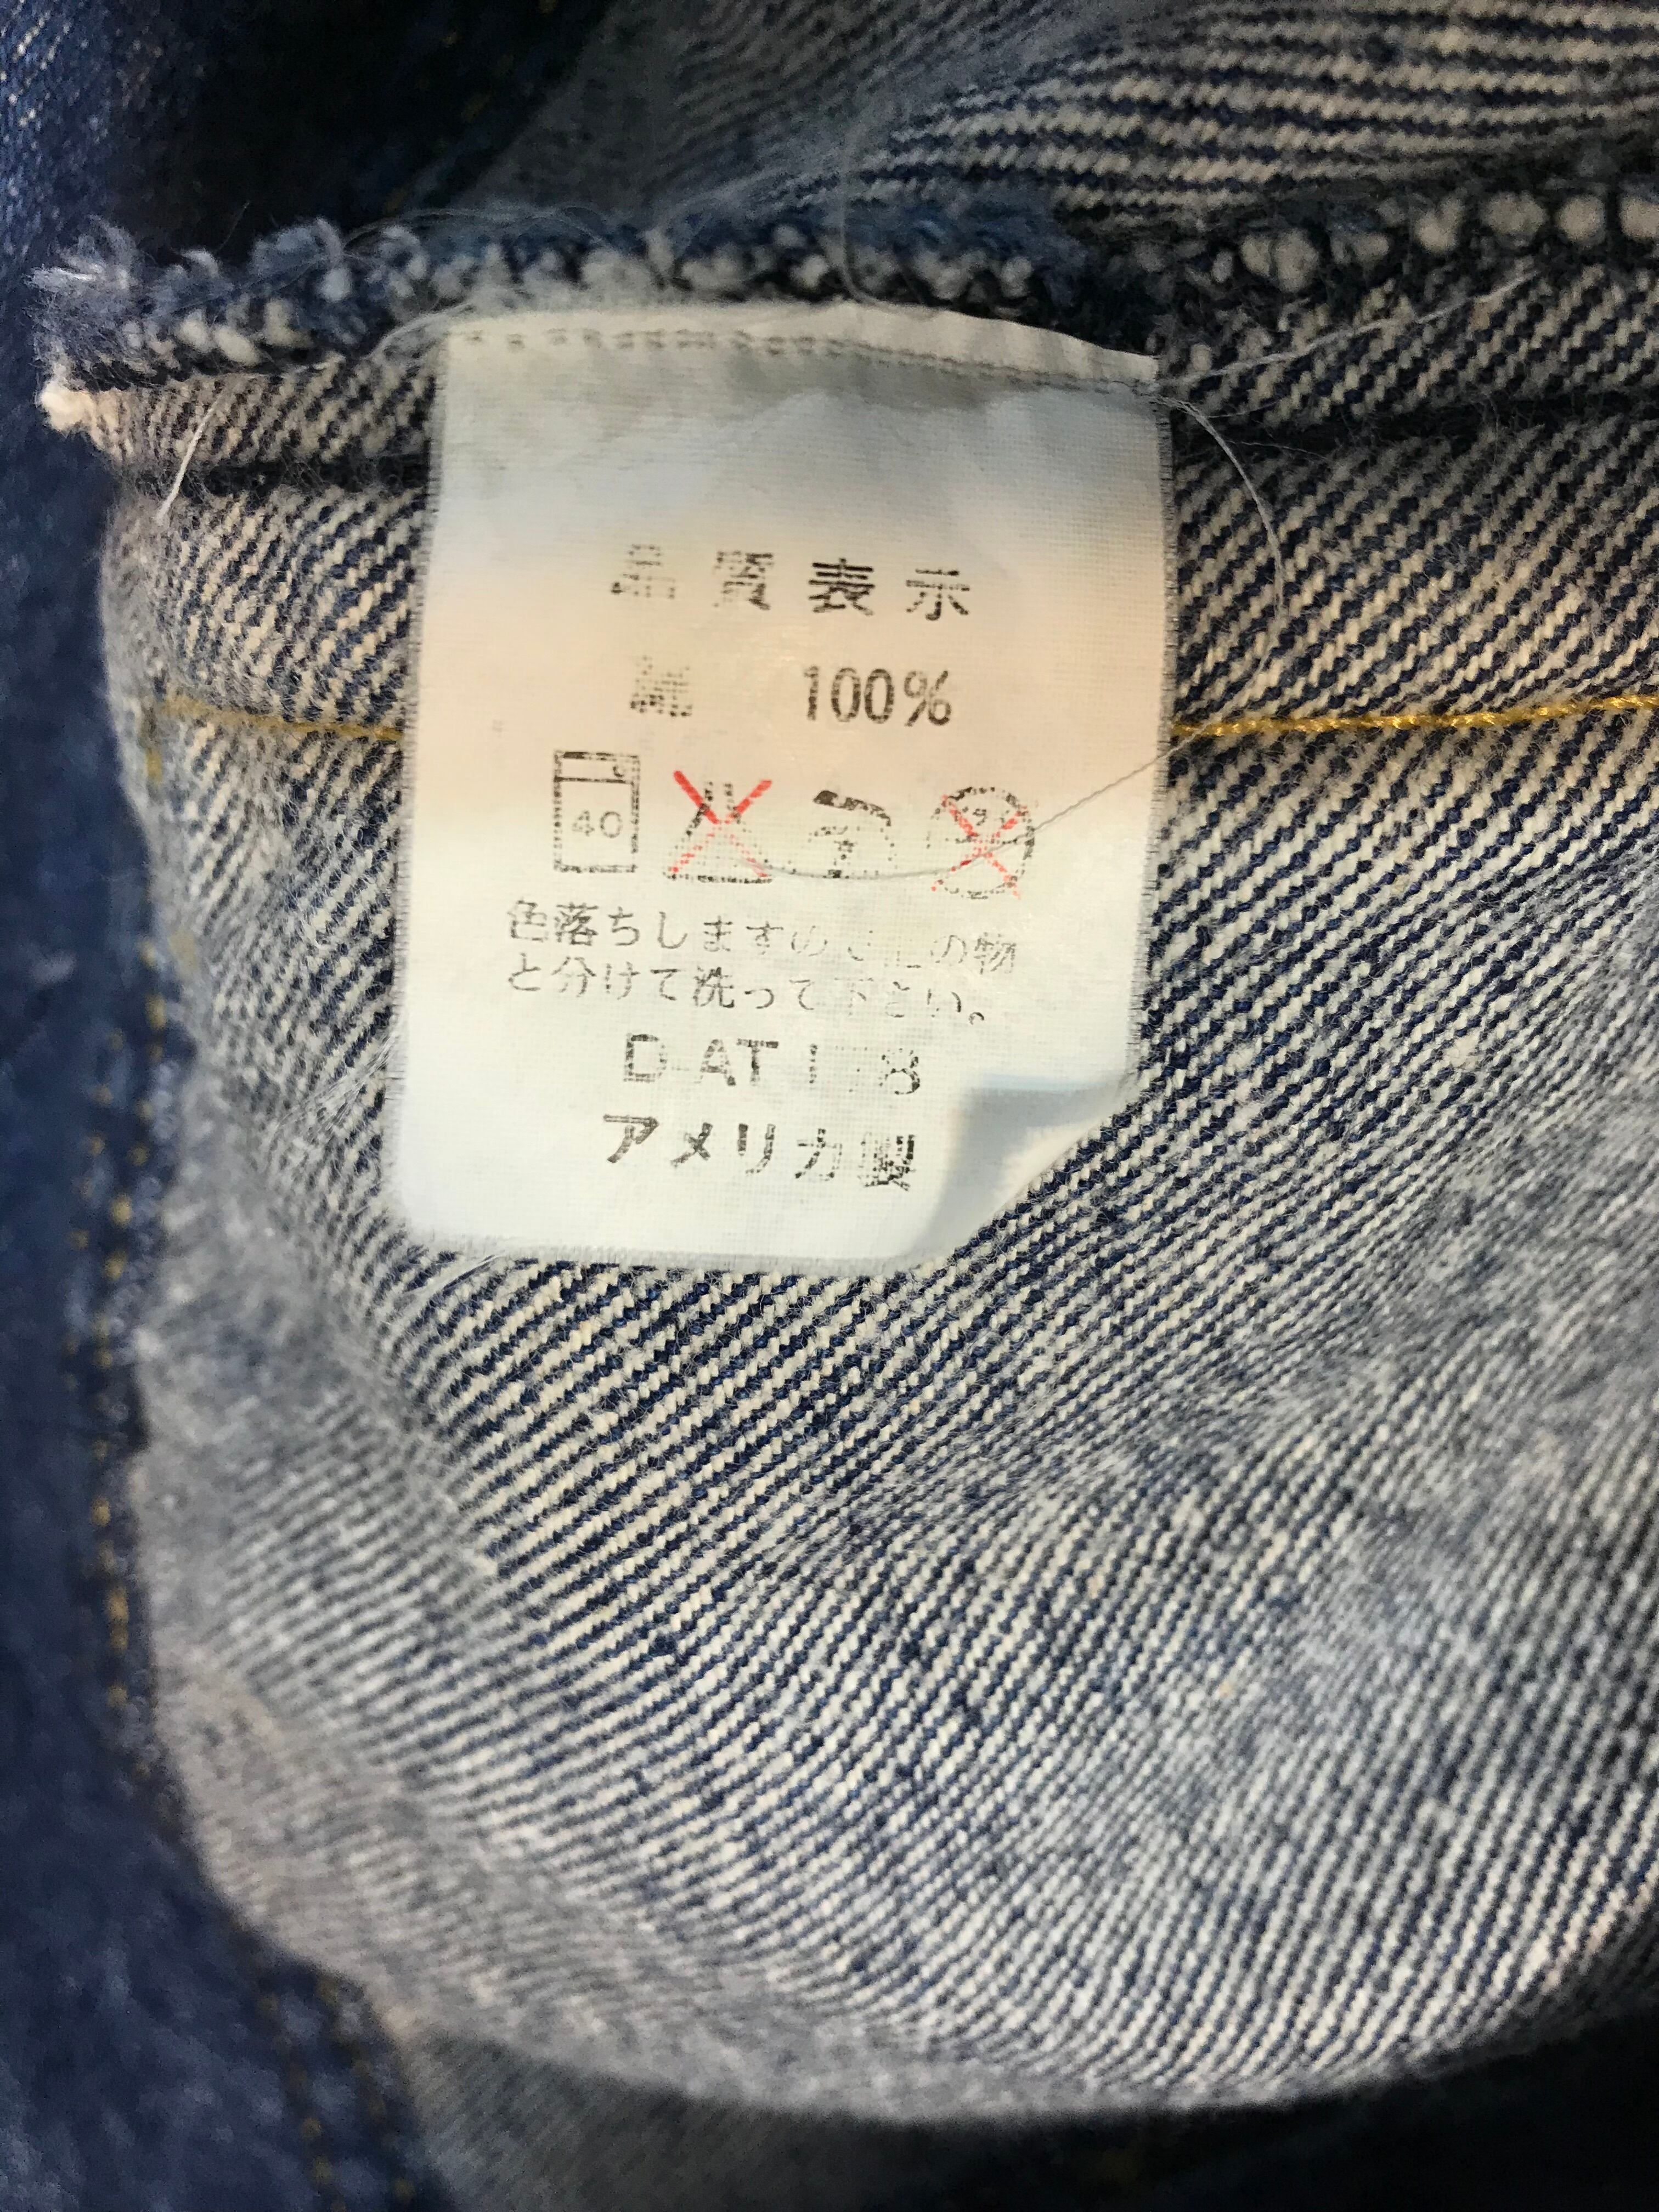 品質表示
綿 100%
40
色落ちしますので他の物
と分けて洗って下さい。
アメリカ製